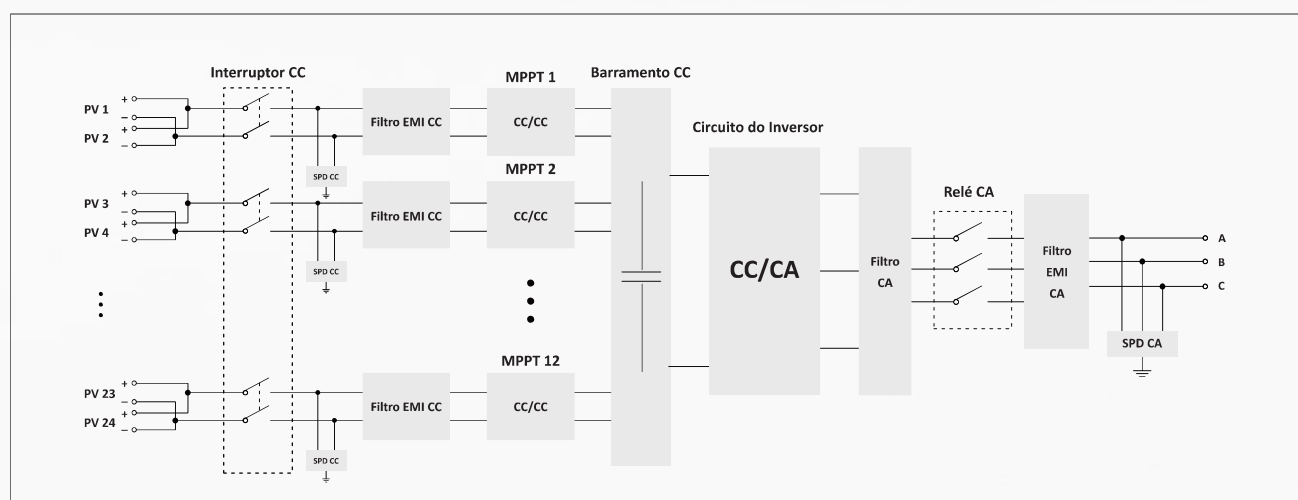 Interruptor CC
MPPT 1
Barramento CC
PV 1
+
−
PV 2
+
−
Filtro EMI CC
CC/CC
SPD CC
Circuito do Inversor
MPPT 2
PV 3
+
−
PV 4
+
−
Filtro EMI CC
CC/CC
SPD CC
CC/CA
Filtro
CA
Relé CA
Filtro
EMI
CA
A
B
C
SPD CA
MPPT 12
PV 23
+
−
PV 24
+
−
Filtro EMI CC
CC/CC
SPD CC